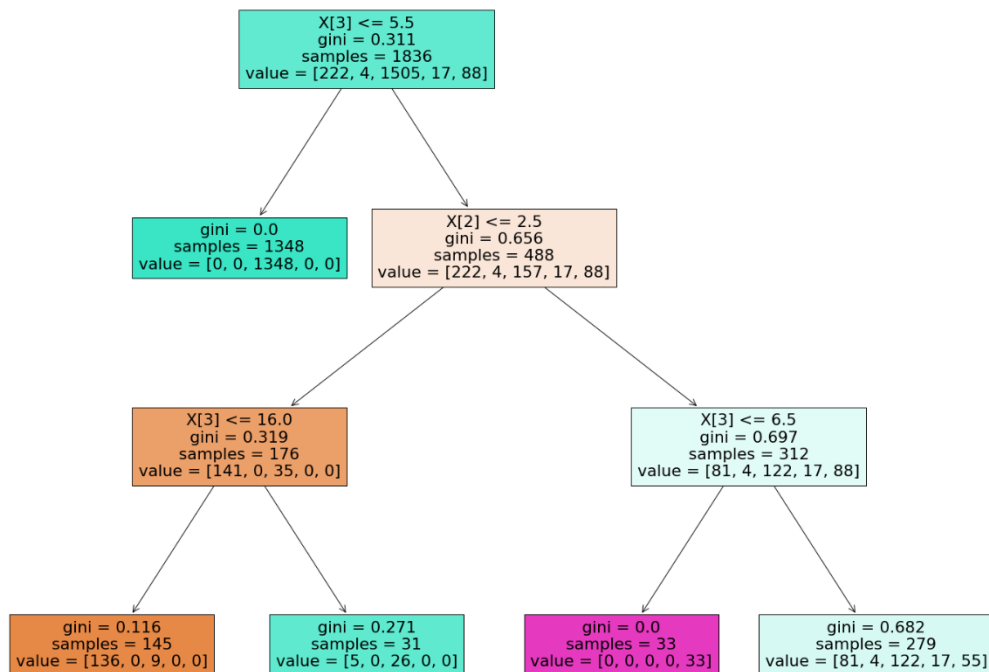 X[3] <= 5.5
gini = 0.311
samples = 1836
value = [222, 4, 1505, 17, 88]
gini = 0.0
samples = 1348
value = [0, 0, 1348, 0, 0]
X[2] <= 2.5
gini = 0.656
samples = 488
value = [222, 4, 157, 17, 88]
X[3] <= 16.0
gini = 0.319
samples = 176
value = [141, 0, 35, 0, 0]
X[3] <= 6.5
gini = 0.697
samples = 312
value = [81, 4, 122, 17, 88]
gini = 0.116
samples = 145
value = [136, 0, 9, 0, 0]
gini = 0.271
samples = 31
value = [5, 0, 26, 0, 0]
gini = 0.0
samples = 33
value = [0, 0, 0, 0, 33]
gini = 0.682
samples = 279
value = [81, 4, 122, 17, 55]